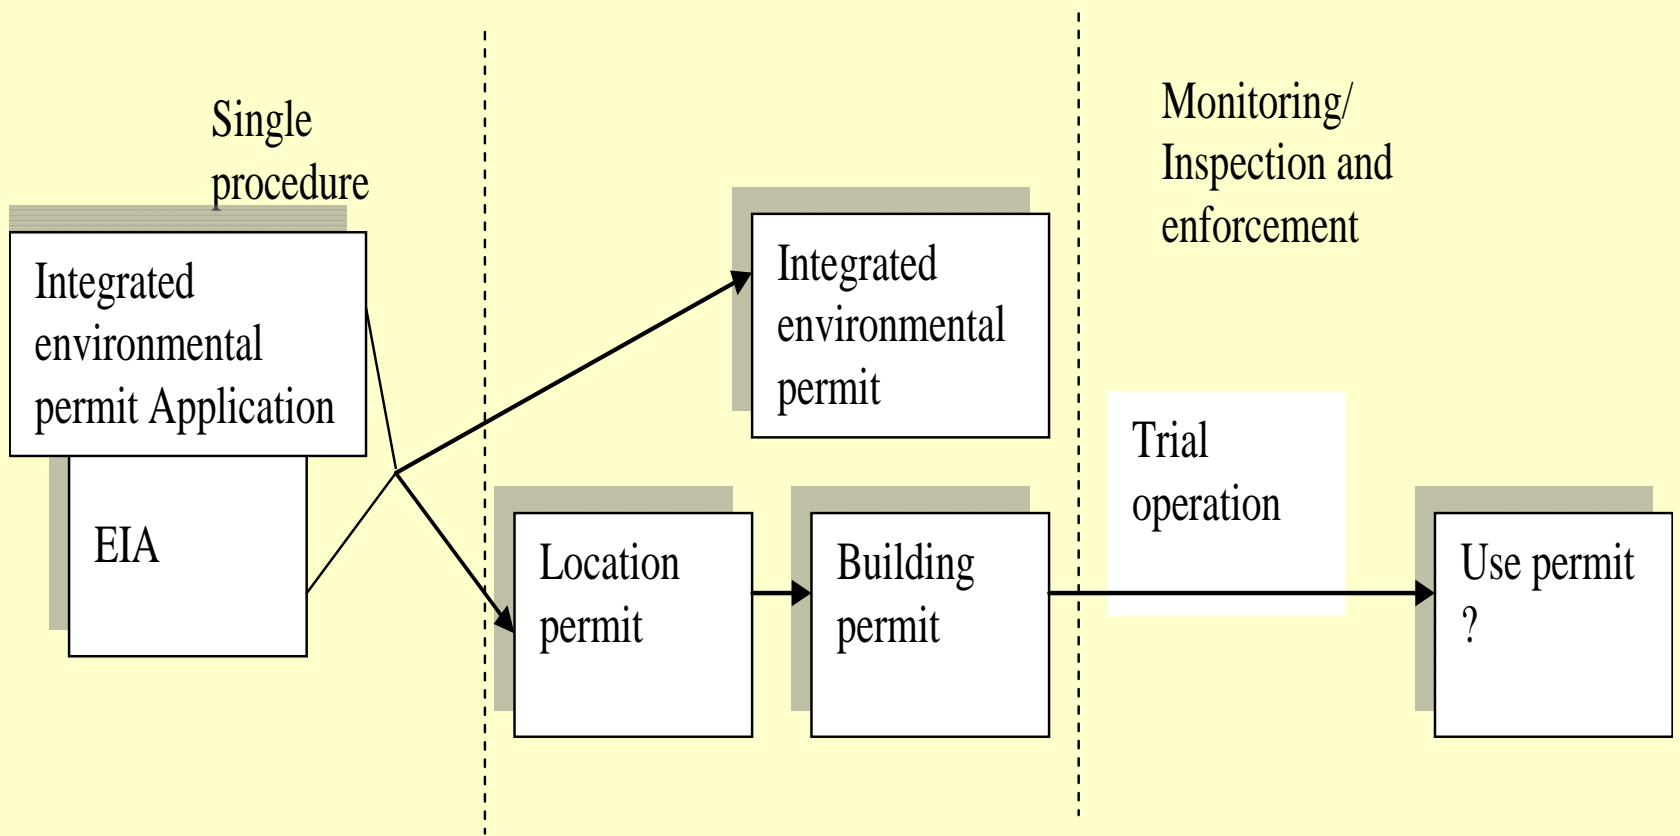 Single
procedure
Integrated
environmental
permit Application
EIA
Integrated
environmental
permit
Location
permit
Building
permit
Monitoring/
Inspection and
enforcement
Trial
operation
Use permit
?